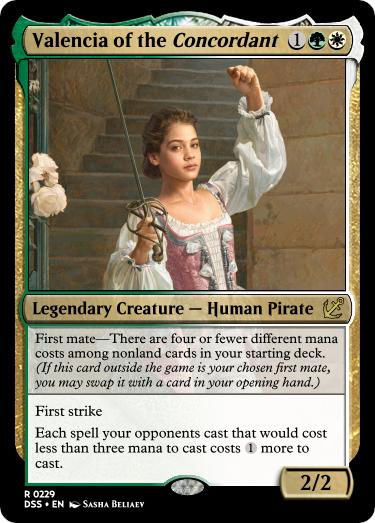 Valencia of the Concordant 1
Legendary Creature — Human Pirate
First mate—There are four or fewer different mana
costs among nonland cards in your starting deck.
(If this card outside the game is your chosen first mate,
you may swap it with a card in your opening hand.)
First strike
Each spell your opponents cast that would cost
less than three mana to cast costs 1 more to
cast.
2/2
R 0229
DSS • EN Sasha Beliaev